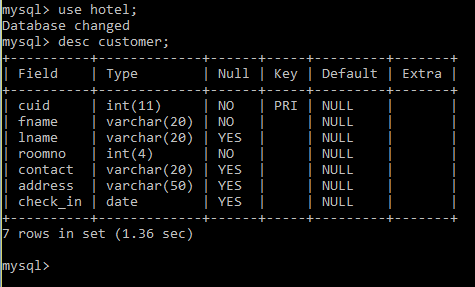 mysql> use hotel;
Database changed
mysql> desc customer;
+----------+-------------+------+-----+---------+-------+
| Field    | Type        | Null | Key | Default | Extra |
+----------+-------------+------+-----+---------+-------+
| cuid     | int(11)     | NO   | PRI | NULL    |       |
| fname    | varchar(20) | NO   |     | NULL    |       |
| lname    | varchar(20) | YES  |     | NULL    |       |
| roomno   | int(4)      | NO   |     | NULL    |       |
| contact  | varchar(20) | YES  |     | NULL    |       |
| address  | varchar(50) | YES  |     | NULL    |       |
| check_in | date        | YES  |     | NULL    |       |
+----------+-------------+------+-----+---------+-------+
7 rows in set (1.36 sec)
mysql>